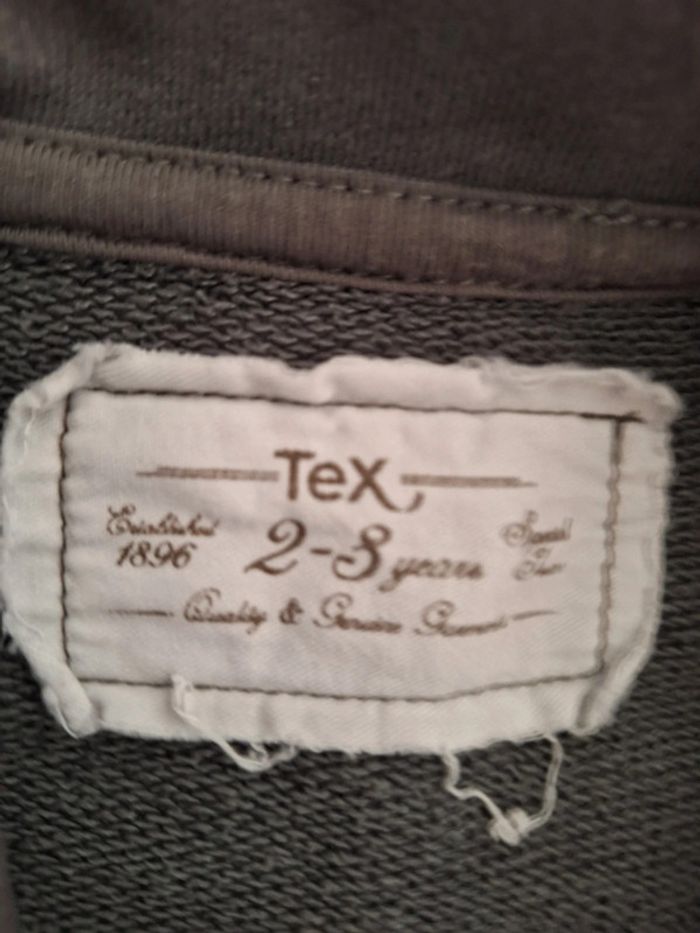 TeX
Established
1896
2-3 years
Quality & Genuine Garment